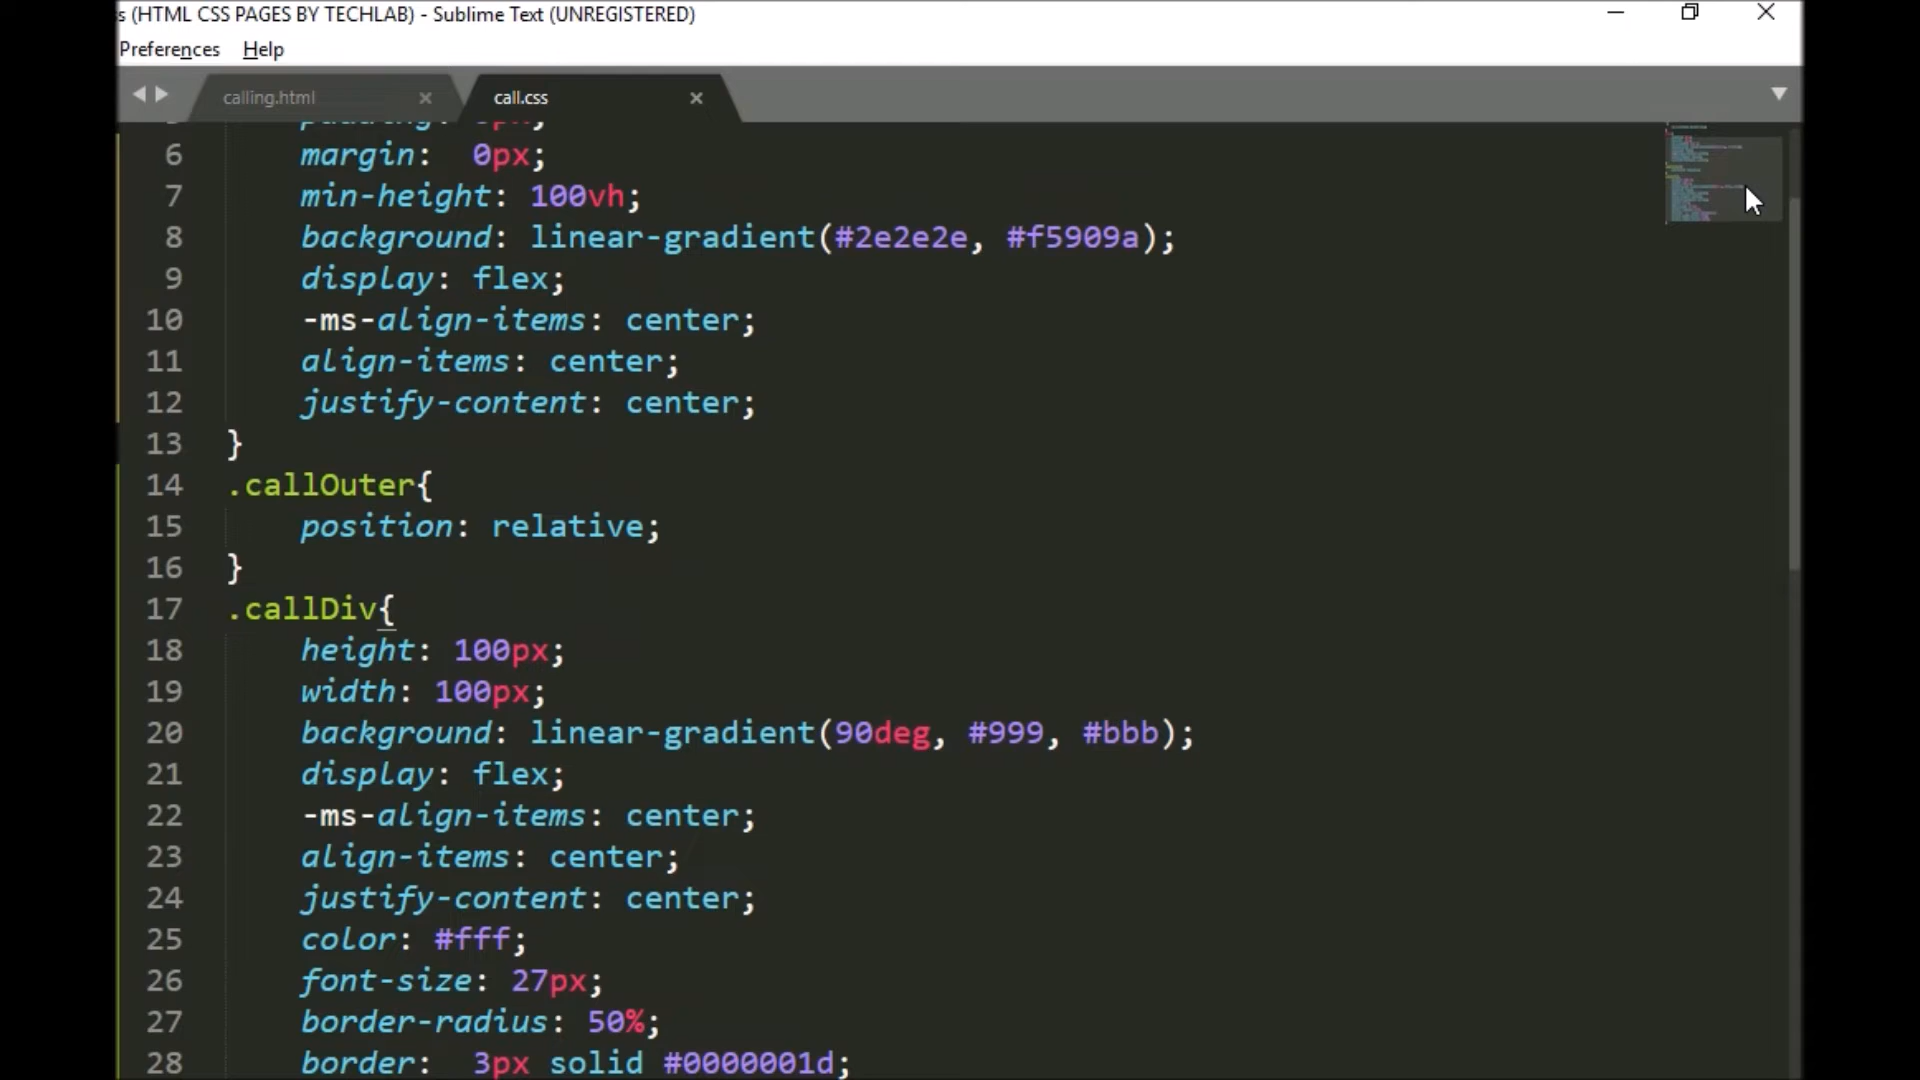 s (HTML CSS PAGES BY TECHLAB) - Sublime Text (UNREGISTERED)
Preferences Help
calling.html × call.css ×
6 margin: 0px;
7 min-height: 100vh;
8 background: linear-gradient(#2e2e2e, #f5909a);
9 display: flex;
10 -ms-align-items: center;
11 align-items: center;
12 justify-content: center;
13 }
14 .callOuter{
15 position: relative;
16 }
17 .callDiv{
18 height: 100px;
19 width: 100px;
20 background: linear-gradient(90deg, #999, #bbb);
21 display: flex;
22 -ms-align-items: center;
23 align-items: center;
24 justify-content: center;
25 color: #fff;
26 font-size: 27px;
27 border-radius: 50%;
28 border: 3px solid #0000001d;